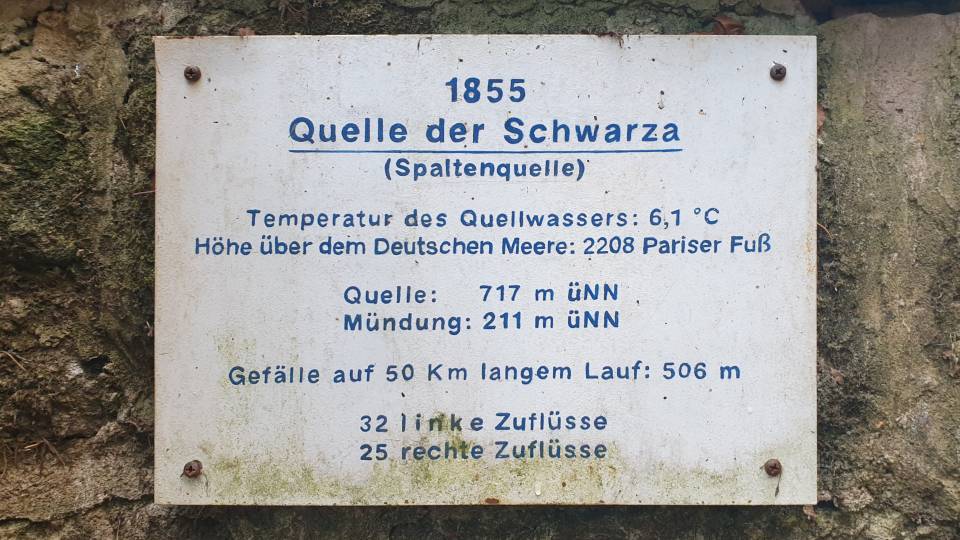 1855
Quelle der Schwarza
(Spaltenquelle)
Temperatur des Quellwassers: 6,1 °C
Höhe über dem Deutschen Meere: 2208 Pariser Fuß
Quelle: 717 m üNN
Mündung: 211 m üNN
Gefälle auf 50 Km langem Lauf: 506 m
32 linke Zuflüsse
25 rechte Zuflüsse